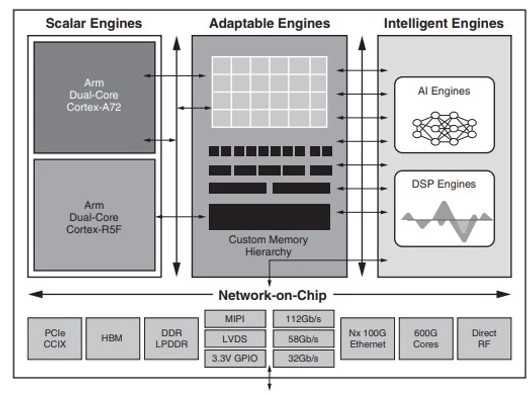 Scalar Engines
Adaptable Engines
Intelligent Engines
Arm
Dual-Core
Cortex-A72
Arm
Dual-Core
Cortex-R5F
Custom Memory
Hierarchy
AI Engines
DSP Engines
Network-on-Chip
PCIe
CCIX
HBM
DDR
LPDDR
MIPI
LVDS
3.3V GPIO
112Gb/s
58Gb/s
32Gb/s
Nx 100G
Ethernet
600G
Cores
Direct
RF